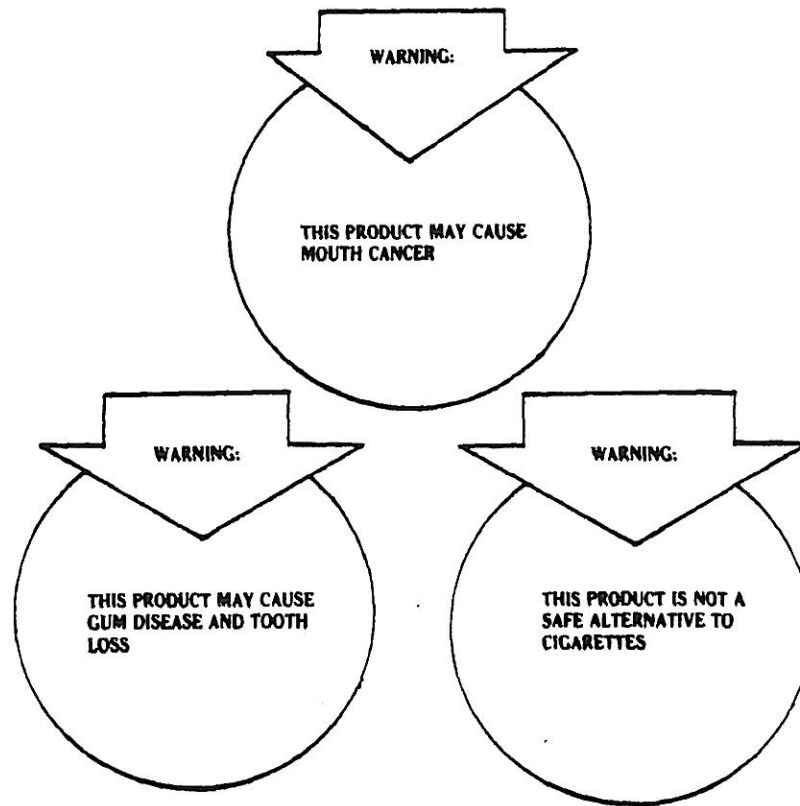 WARNING:
THIS PRODUCT MAY CAUSE
MOUTH CANCER
WARNING:
THIS PRODUCT MAY CAUSE
GUM DISEASE AND TOOTH
LOSS
WARNING:
THIS PRODUCT IS NOT A
SAFE ALTERNATIVE TO
CIGARETTES